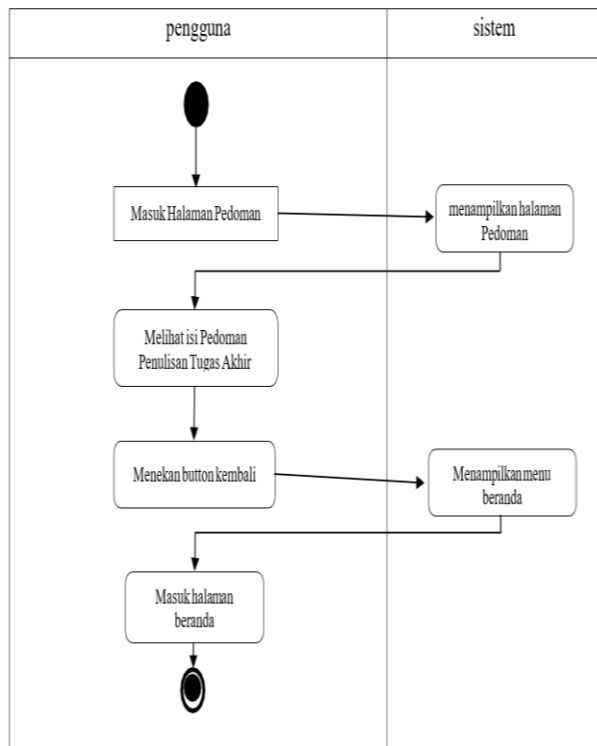 pengguna
sistem
Masuk Halaman Pedoman
menampilkan halaman
Pedoman
Melihat isi Pedoman
Penulisan Tugas Akhir
Menekan button kembali
Menampilkan menu
beranda
Masuk halaman
beranda